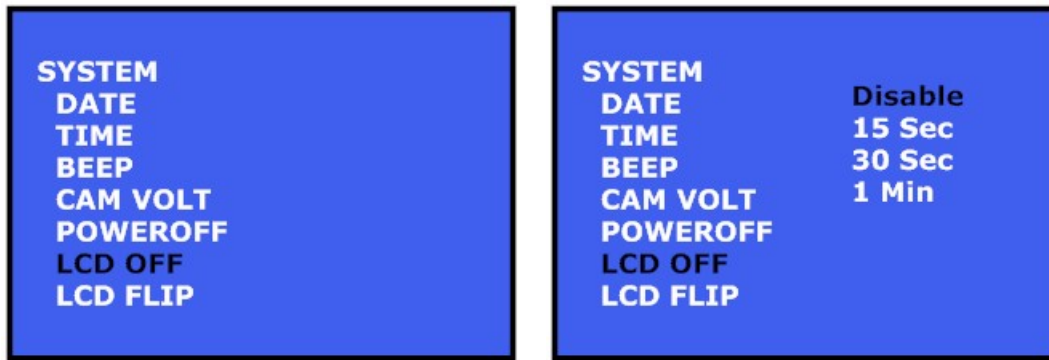 SYSTEM
DATE
TIME
BEEP
CAM VOLT
POWEROFF
LCD OFF
LCD FLIP
SYSTEM
DATE
TIME
BEEP
CAM VOLT
POWEROFF
LCD OFF
LCD FLIP
Disable
15 Sec
30 Sec
1 Min